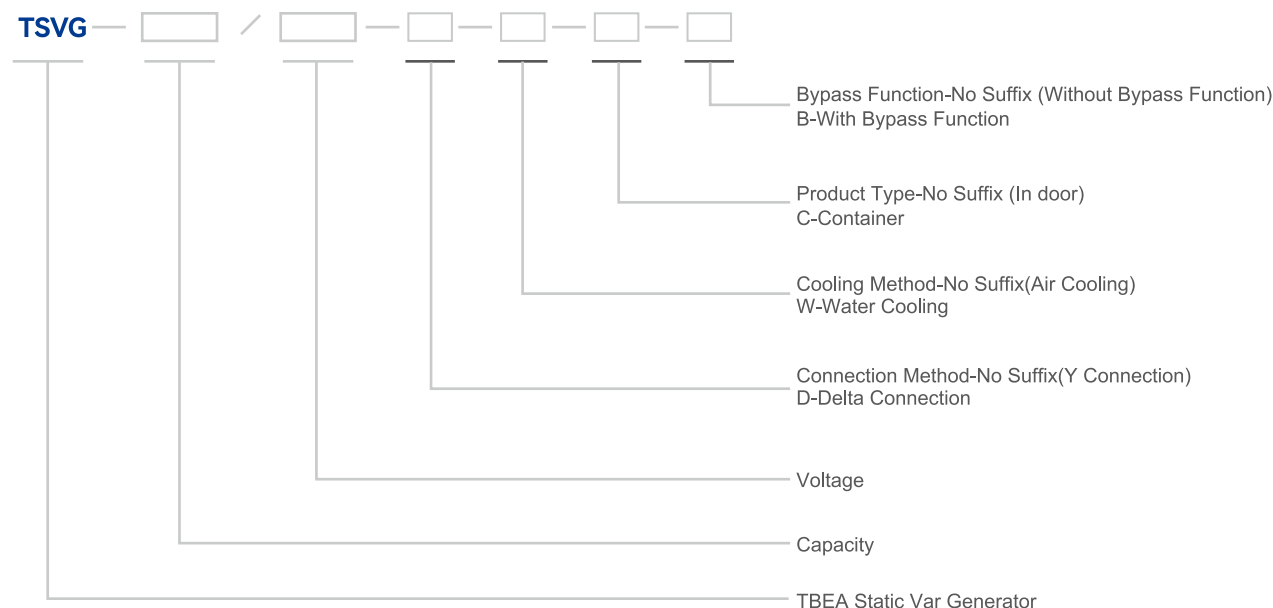 TSVG — / — — — —
Bypass Function-No Suffix (Without Bypass Function)
B-With Bypass Function
Product Type-No Suffix (In door)
C-Container
Cooling Method-No Suffix(Air Cooling)
W-Water Cooling
Connection Method-No Suffix(Y Connection)
D-Delta Connection
Voltage
Capacity
TBEA Static Var Generator